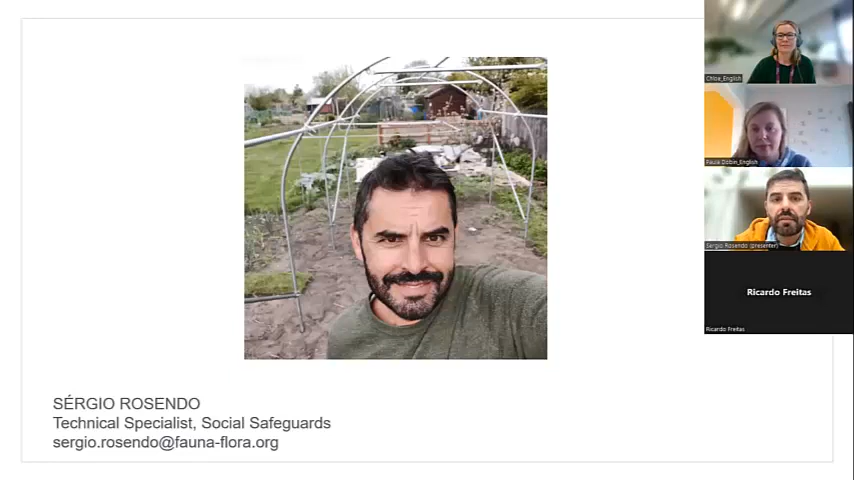 SÉRGIO ROSENDO
Technical Specialist, Social Safeguards
sergio.rosendo@fauna-flora.org
Chloe_English
Paula Dobin_English
Sergio Rosendo (presenter)
Ricardo Freitas
Ricardo Freitas